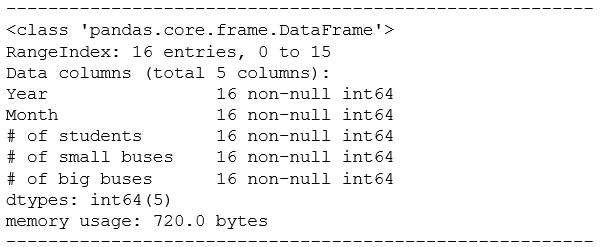 --------------------------------------------------------
<class 'pandas.core.frame.DataFrame'>
RangeIndex: 16 entries, 0 to 15
Data columns (total 5 columns):
Year                16 non-null int64
Month               16 non-null int64
# of students       16 non-null int64
# of small buses    16 non-null int64
# of big buses      16 non-null int64
dtypes: int64(5)
memory usage: 720.0 bytes
--------------------------------------------------------